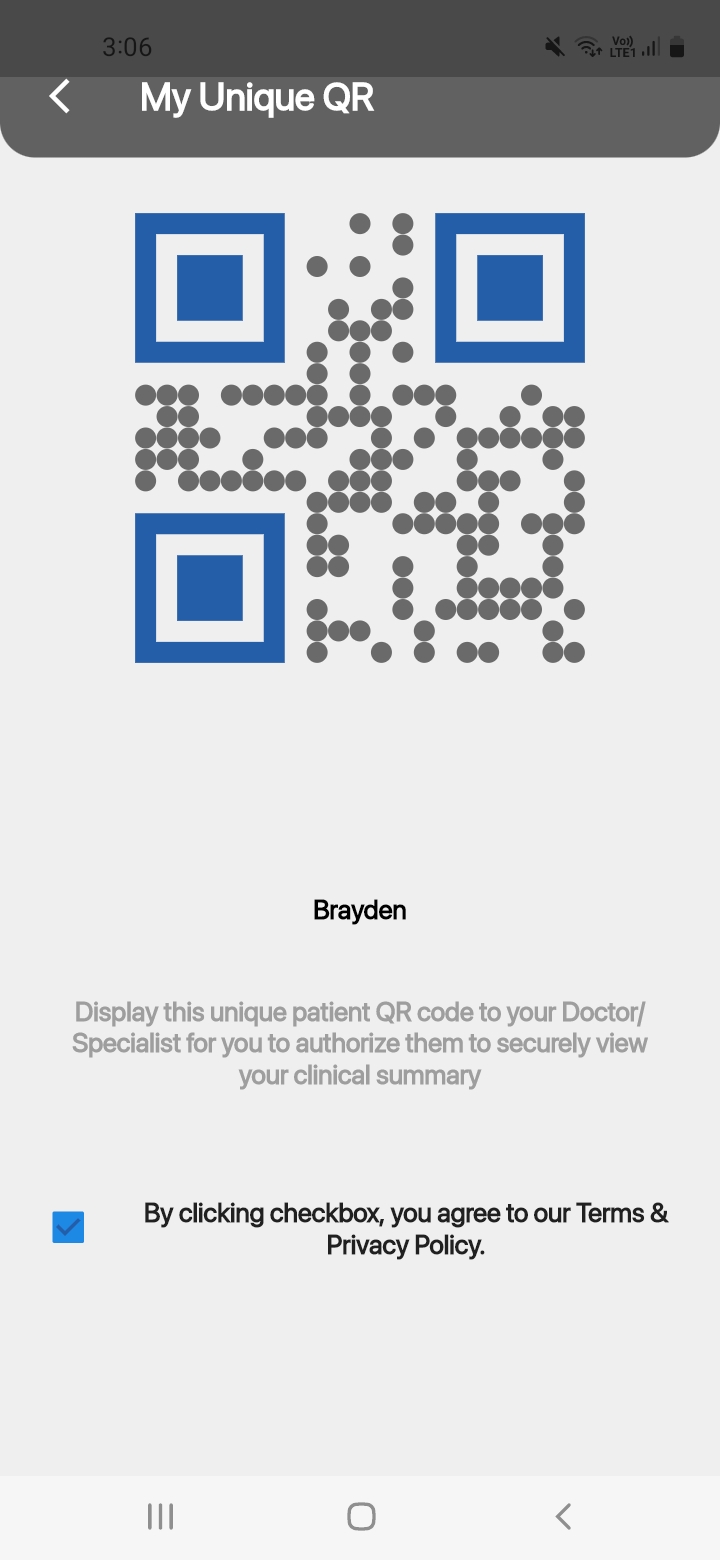 3:06
Vo))
LTE1
My Unique QR
Brayden
Display this unique patient QR code to your Doctor/
Specialist for you to authorize them to securely view
your clinical summary
By clicking checkbox, you agree to our Terms &
Privacy Policy.